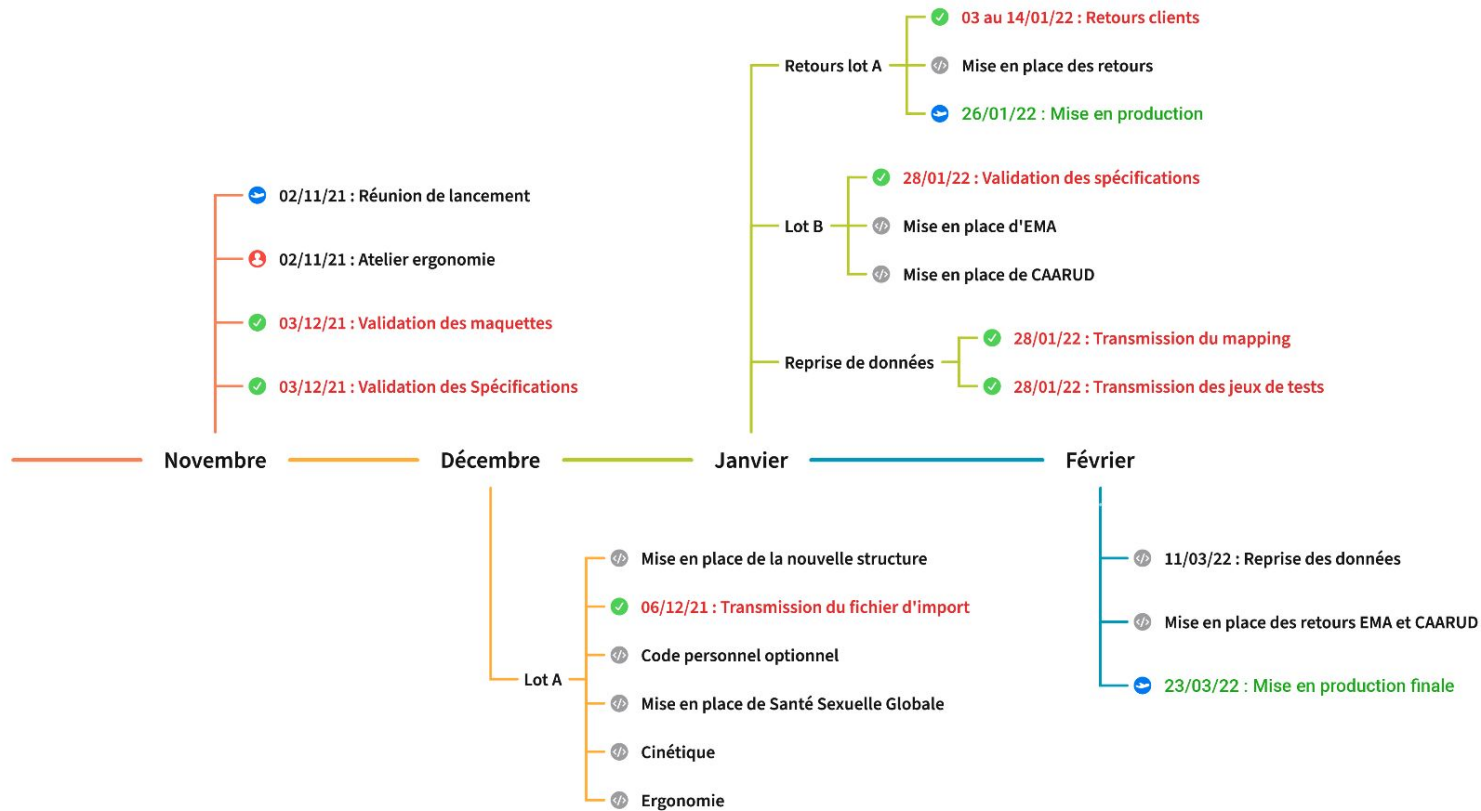 03 au 14/01/22 : Retours clients
Retours lot A
Mise en place des retours
26/01/22 : Mise en production
28/01/22 : Validation des spécifications
Lot B
Mise en place d'EMA
Mise en place de CAARUD
28/01/22 : Transmission du mapping
Reprise de données
28/01/22 : Transmission des jeux de tests
02/11/21 : Réunion de lancement
02/11/21 : Atelier ergonomie
03/12/21 : Validation des maquettes
03/12/21 : Validation des Spécifications
Novembre
Décembre
Janvier
Février
Lot A
Mise en place de la nouvelle structure
06/12/21 : Transmission du fichier d'import
Code personnel optionnel
Mise en place de Santé Sexuelle Globale
Cinétique
Ergonomie
11/03/22 : Reprise des données
Mise en place des retours EMA et CAARUD
23/03/22 : Mise en production finale